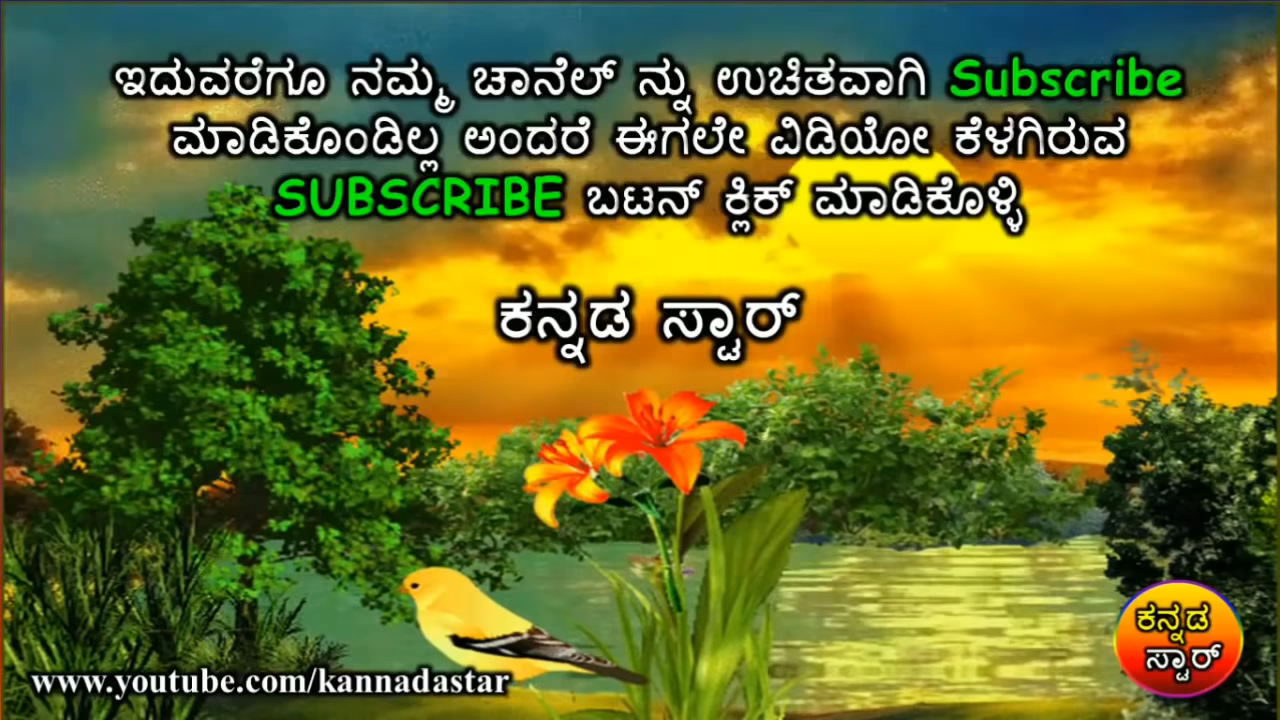 ಇದುವರೆಗೂ ನಮ್ಮ ಚಾನೆಲ್ ನ್ನು ಉಚಿತವಾಗಿ Subscribe
ಮಾಡಿಕೊಂಡಿಲ್ಲ ಅಂದರೆ ಈಗಲೇ ವಿಡಿಯೋ ಕೆಳಗಿರುವ
SUBSCRIBE ಬಟನ್ ಕ್ಲಿಕ್ ಮಾಡಿಕೊಳ್ಳಿ
ಕನ್ನಡ ಸ್ಟಾರ್
ಕನ್ನಡ
ಸ್ಟಾರ್
www.youtube.com/kannadastar